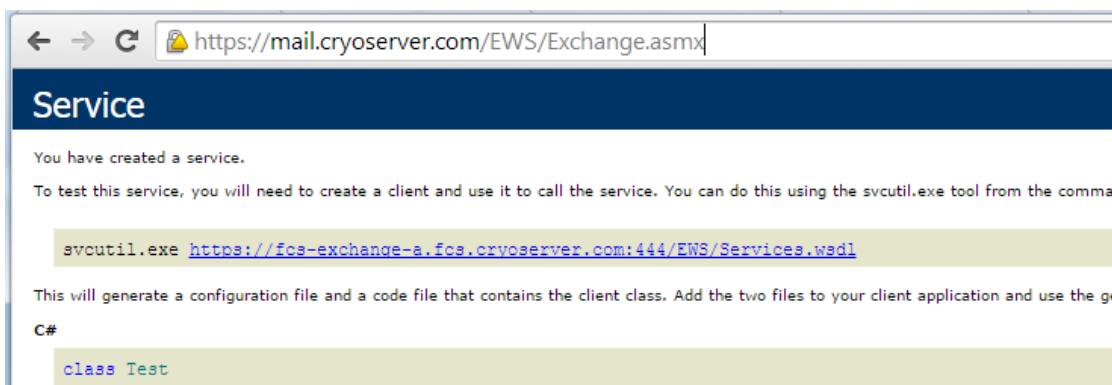 https://mail.cryoserver.com/EWS/Exchange.asmx
Service
You have created a service.
To test this service, you will need to create a client and use it to call the service. You can do this using the svcutil.exe tool from the comma
svcutil.exe https://fcs-exchange-a.fcs.cryoserver.com:444/EWS/Services.wsdl
This will generate a configuration file and a code file that contains the client class. Add the two files to your client application and use the g
C#
class Test